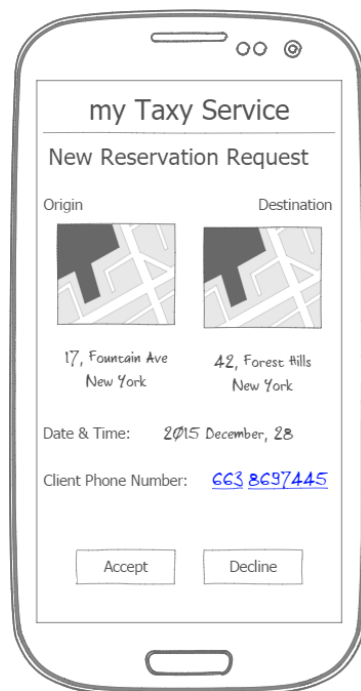 my Taxy Service
New Reservation Request
Origin Destination
17, Fountain Ave 42, Forest Hills
New York New York
Date & Time: 2015 December, 28
Client Phone Number: 663 8697445
Accept Decline